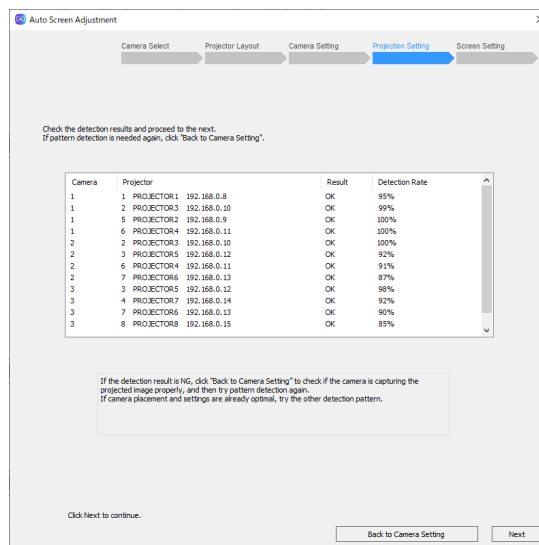 Auto Screen Adjustment
Camera Select Projector Layout Camera Setting Projection Setting Screen Setting
Check the detection results and proceed to the next.
If pattern detection is needed again, click "Back to Camera Setting".
Camera Projector Result Detection Rate
1 1 PROJECTOR1 192.168.0.8 OK 95%
1 2 PROJECTOR3 192.168.0.10 OK 99%
1 5 PROJECTOR2 192.168.0.9 OK 100%
1 6 PROJECTOR4 192.168.0.11 OK 100%
2 2 PROJECTOR3 192.168.0.10 OK 100%
2 3 PROJECTOR5 192.168.0.12 OK 92%
2 6 PROJECTOR4 192.168.0.11 OK 91%
2 7 PROJECTOR6 192.168.0.13 OK 87%
3 3 PROJECTOR5 192.168.0.12 OK 98%
3 4 PROJECTOR7 192.168.0.14 OK 92%
3 7 PROJECTOR6 192.168.0.13 OK 90%
3 8 PROJECTOR8 192.168.0.15 OK 85%
If the detection result is NG, click "Back to Camera Setting" to check if the camera is capturing the
projected image properly, and then try pattern detection again.
If camera placement and settings are already optimal, try the other detection pattern.
Click Next to continue.
Back to Camera Setting Next